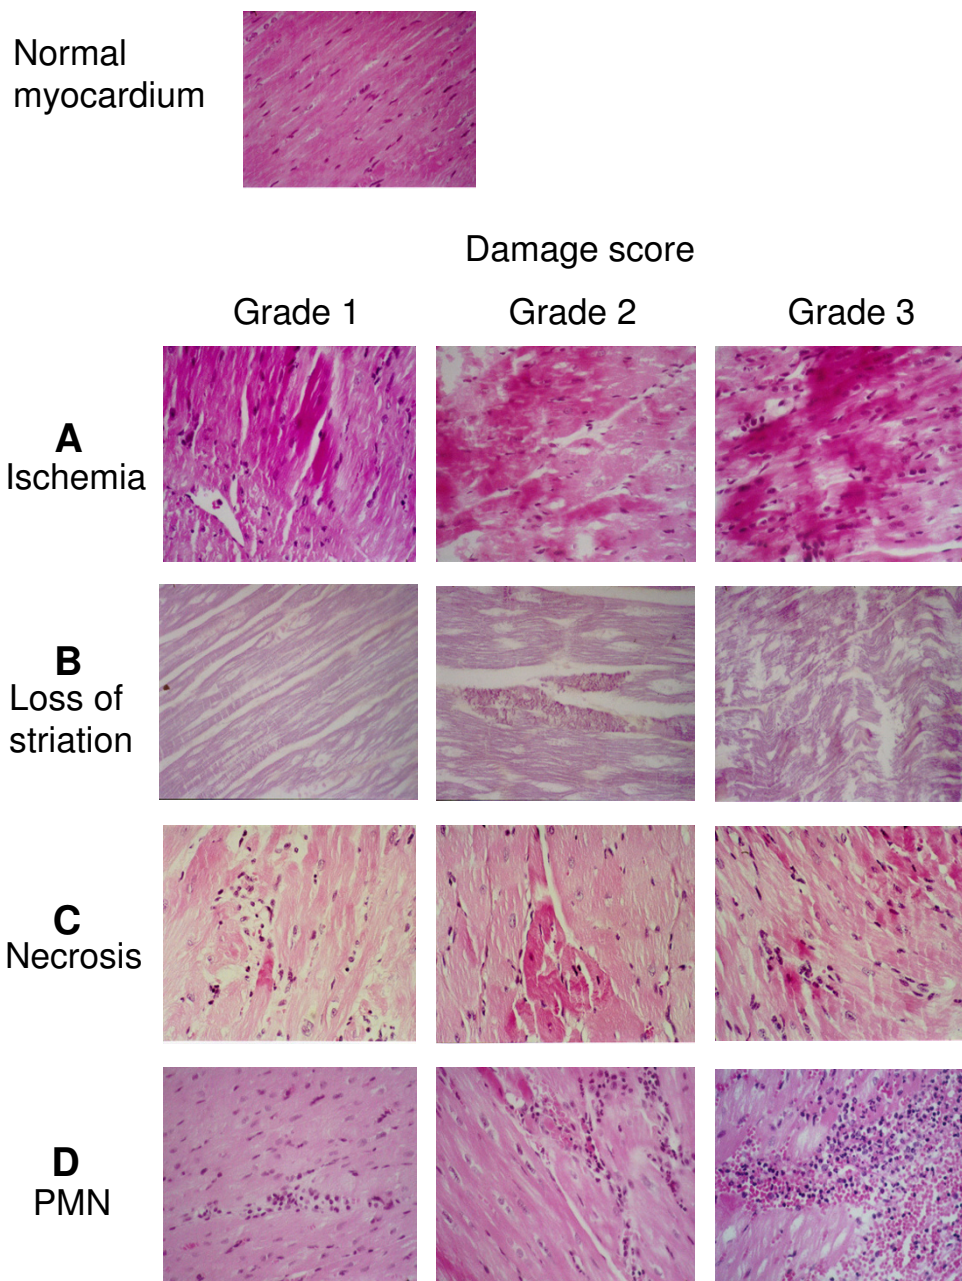 Normal
myocardium
Damage score
Grade 1
Grade 2
Grade 3
A
Ischemia
B
Loss of
striation
C
Necrosis
D
PMN